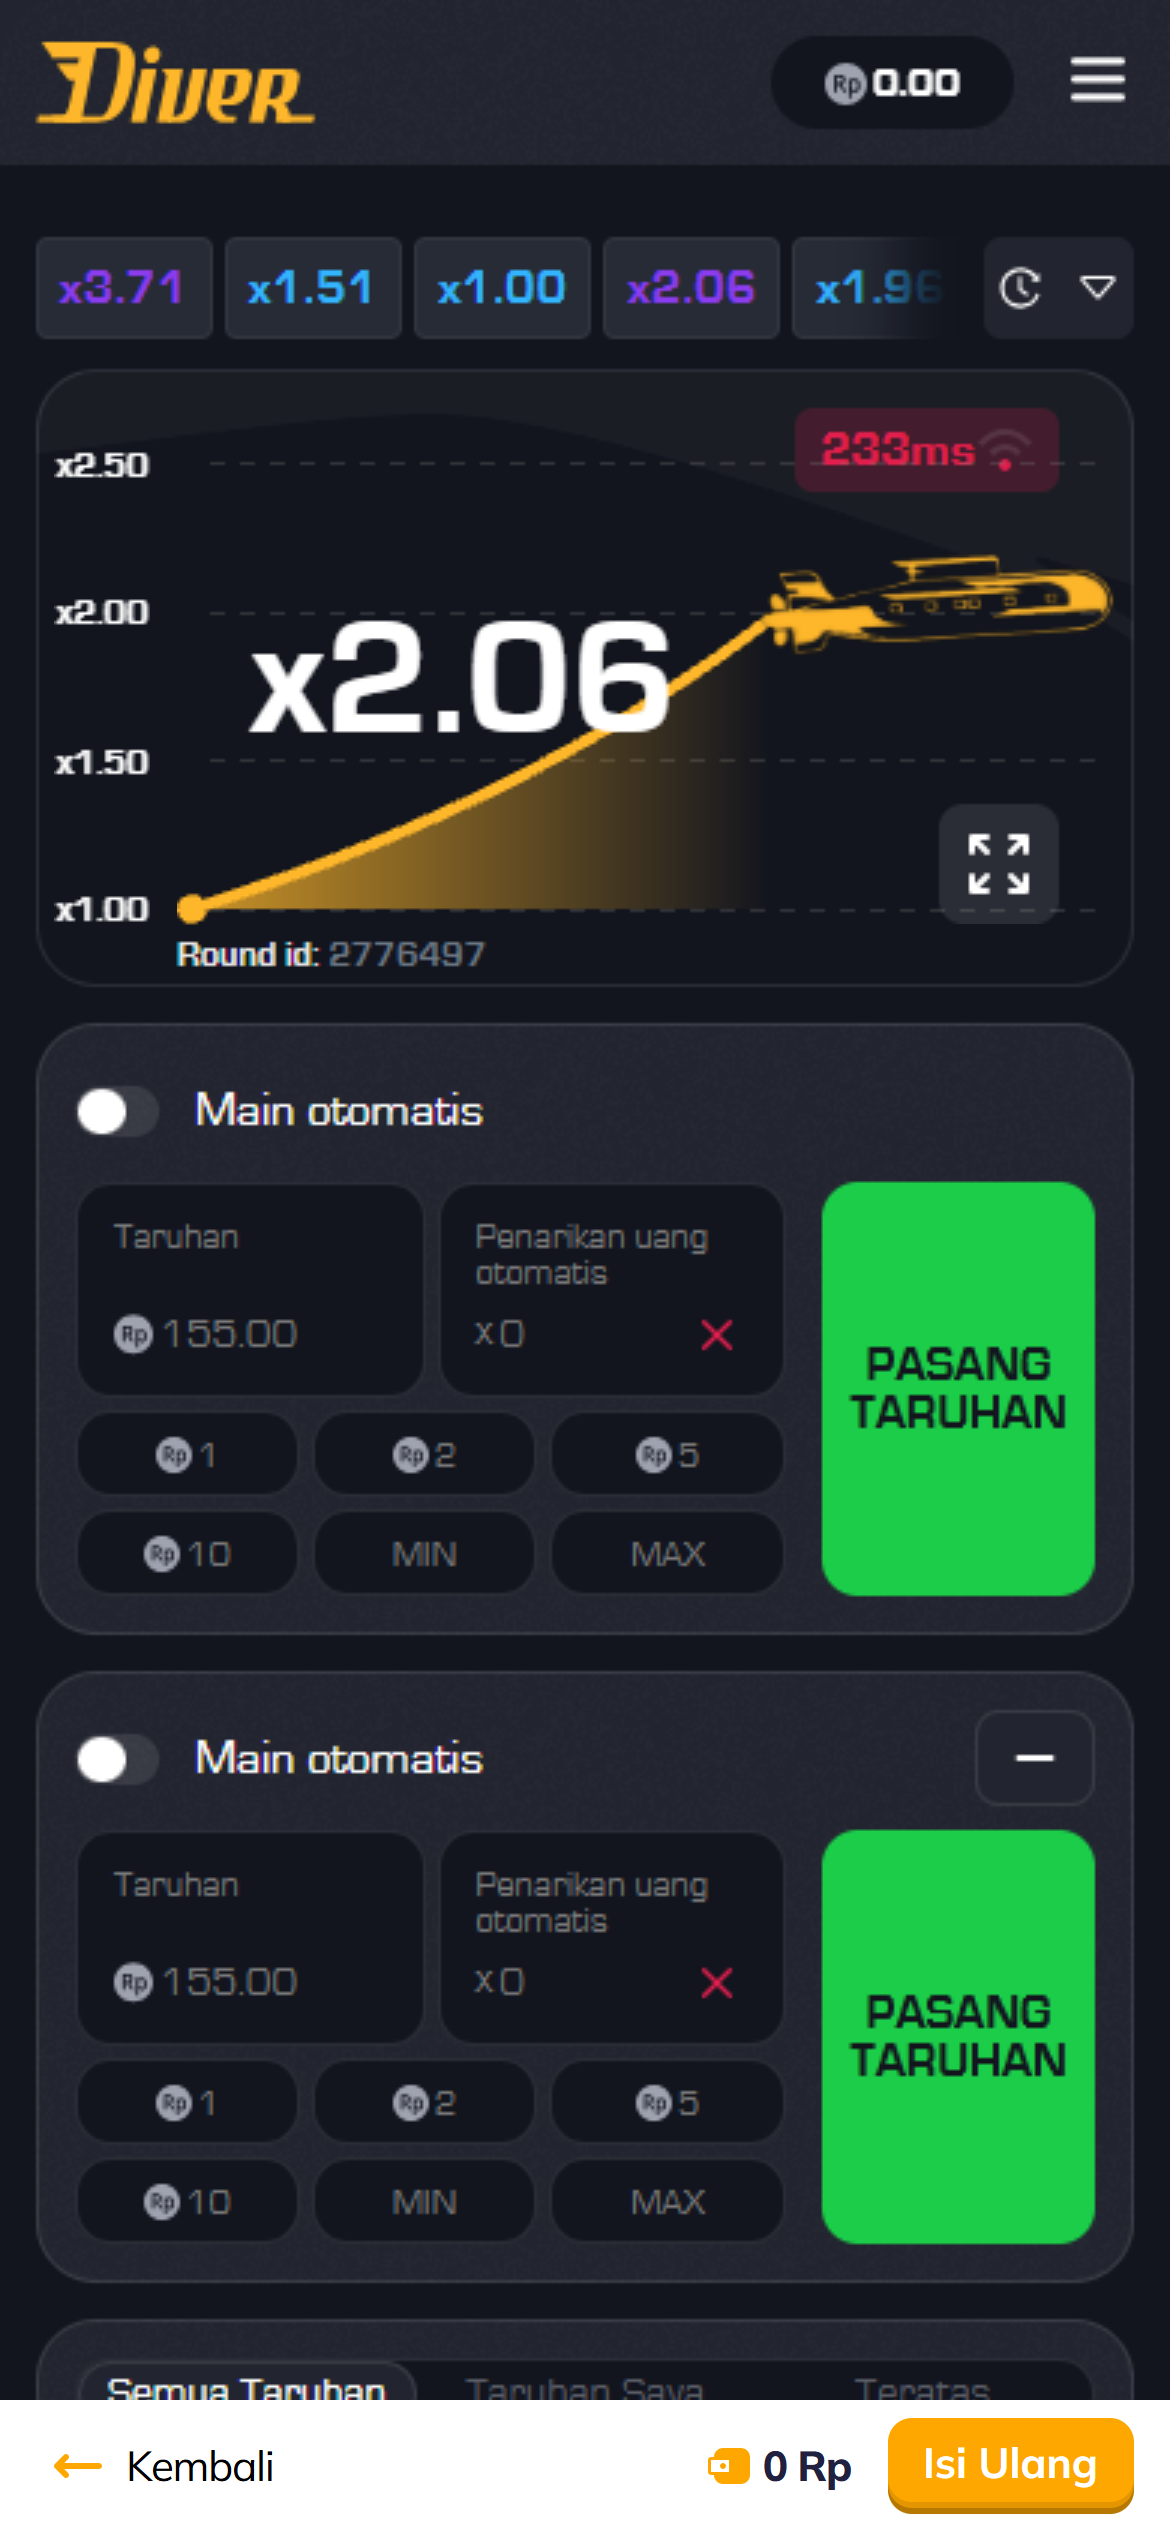 Diver
Rp 0.00
x3.71 x1.51 x1.00 x2.06 x1.96
x2.50
233ms
x2.00
x2.06
x1.50
x1.00
Round id: 2776497
Main otomatis
Taruhan
Penarikan uang
otomatis
Rp 155.00
x0
PASANG
TARUHAN
Rp 1
Rp 2
Rp 5
Rp 10
MIN
MAX
Main otomatis
Taruhan
Penarikan uang
otomatis
Rp 155.00
x0
PASANG
TARUHAN
Rp 1
Rp 2
Rp 5
Rp 10
MIN
MAX
Semua Taruhan
Taruhan Saya
Teratas
Kembali
0 Rp
Isi Ulang